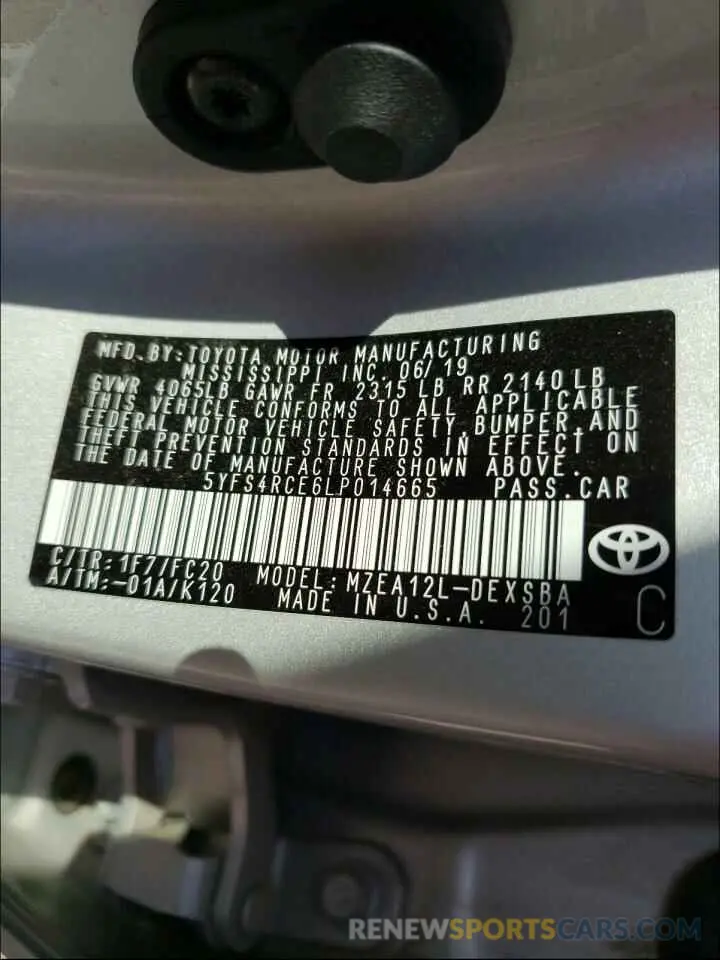 MFD. BY: TOYOTA MOTOR MANUFACTURING
MISSISSIPPI INC. 06/19
GVWR 4065LB GAWR FR 2315 LB RR 2140 LB
THIS VEHICLE CONFORMS TO ALL APPLICABLE
FEDERAL MOTOR VEHICLE SAFETY, BUMPER, AND
THEFT PREVENTION STANDARDS IN EFFECT ON
THE DATE OF MANUFACTURE SHOWN ABOVE.
5YFS4RCE6LP014665 PASS. CAR
C/TR: 1F7/FC20 MODEL: MZEA12L-DEXSBA
A/TM: -01A/K120 MADE IN U.S.A. 201 C
RENEWSPORTSCARS.COM